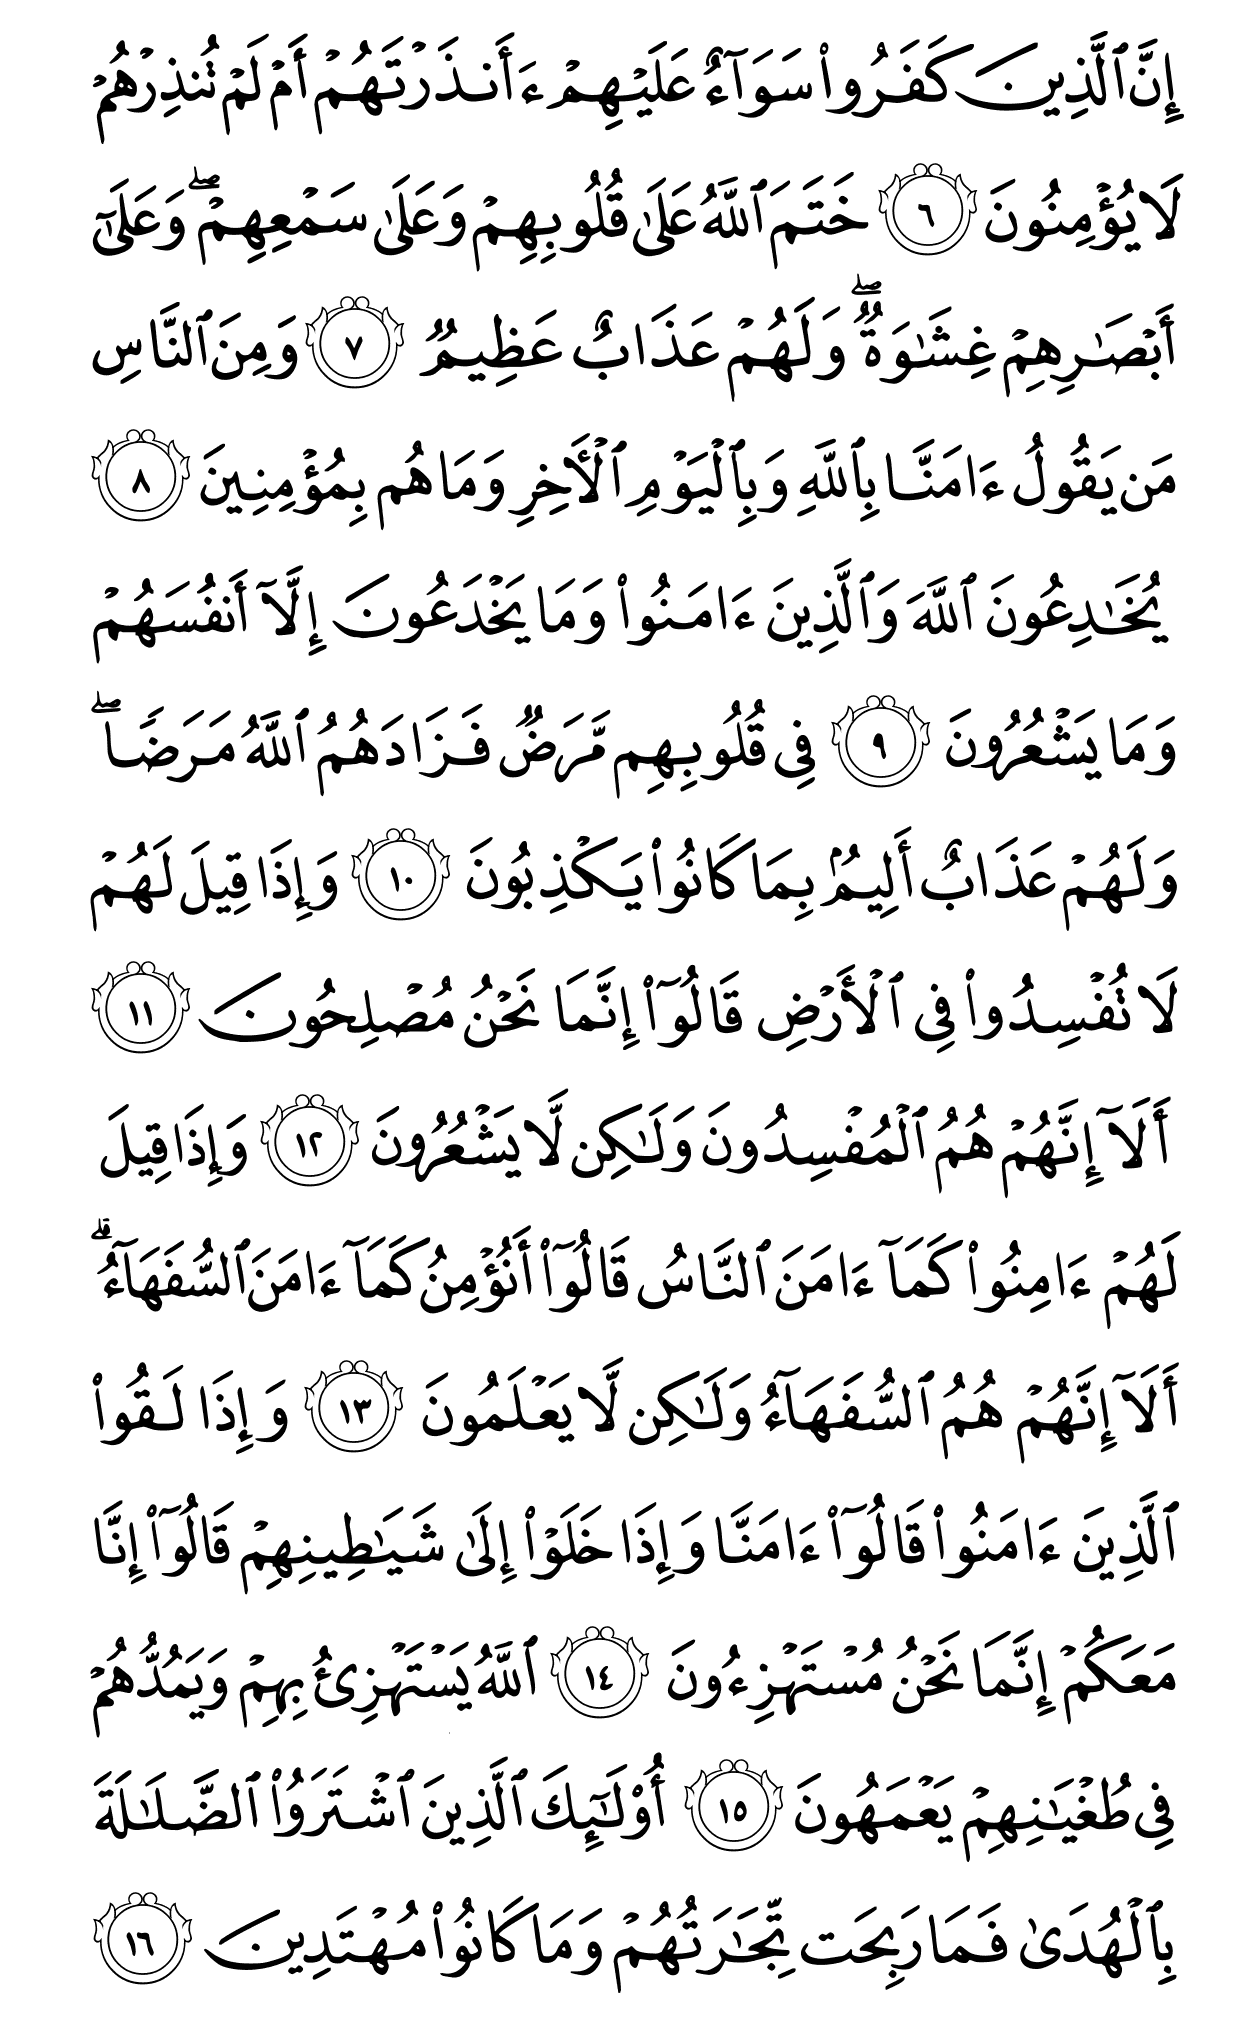 إِنَّ ٱلَّذِينَ كَفَرُوا۟ سَوَآءٌ عَلَيْهِمْ ءَأَنذَرْتَهُمْ أَمْ لَمْ تُنذِرْهُمْ
لَا يُؤْمِنُونَ ٦ خَتَمَ ٱللَّهُ عَلَىٰ قُلُوبِهِمْ وَعَلَىٰ سَمْعِهِمْ ۖ وَعَلَىٰٓ
أَبْصَـٰرِهِمْ غِشَـٰوَةٌ ۖ وَلَهُمْ عَذَابٌ عَظِيمٌ ٧ وَمِنَ ٱلنَّاسِ
مَن يَقُولُ ءَامَنَّا بِٱللَّهِ وَبِٱلْيَوْمِ ٱلْـَٔاخِرِ وَمَا هُم بِمُؤْمِنِينَ ٨
يُخَـٰدِعُونَ ٱللَّهَ وَٱلَّذِينَ ءَامَنُوا۟ وَمَا يَخْدَعُونَ إِلَّآ أَنفُسَهُمْ
وَمَا يَشْعُرُونَ ٩ فِى قُلُوبِهِم مَّرَضٌ فَزَادَهُمُ ٱللَّهُ مَرَضًا ۖ
وَلَهُمْ عَذَابٌ أَلِيمٌۢ بِمَا كَانُوا۟ يَكْذِبُونَ ١٠ وَإِذَا قِيلَ لَهُمْ
لَا تُفْسِدُوا۟ فِى ٱلْأَرْضِ قَالُوٓا۟ إِنَّمَا نَحْنُ مُصْلِحُونَ ١١
أَلَآ إِنَّهُمْ هُمُ ٱلْمُفْسِدُونَ وَلَـٰكِن لَّا يَشْعُرُونَ ١٢ وَإِذَا قِيلَ
لَهُمْ ءَامِنُوا۟ كَمَآ ءَامَنَ ٱلنَّاسُ قَالُوٓا۟ أَنُؤْمِنُ كَمَآ ءَامَنَ ٱلسُّفَهَآءُ ۗ
أَلَآ إِنَّهُمْ هُمُ ٱلسُّفَهَآءُ وَلَـٰكِن لَّا يَعْلَمُونَ ١٣ وَإِذَا لَقُوا۟
ٱلَّذِينَ ءَامَنُوا۟ قَالُوٓا۟ ءَامَنَّا وَإِذَا خَلَوْا۟ إِلَىٰ شَيَـٰطِينِهِمْ قَالُوٓا۟ إِنَّا
مَعَكُمْ إِنَّمَا نَحْنُ مُسْتَهْزِءُونَ ١٤ ٱللَّهُ يَسْتَهْزِئُ بِهِمْ وَيَمُدُّهُمْ
فِى طُغْيَـٰنِهِمْ يَعْمَهُونَ ١٥ أُو۟لَـٰٓئِكَ ٱلَّذِينَ ٱشْتَرَوُا۟ ٱلضَّلَـٰلَةَ
بِٱلْهُدَىٰ فَمَا رَبِحَت تِّجَـٰرَتُهُمْ وَمَا كَانُوا۟ مُهْتَدِينَ ١٦